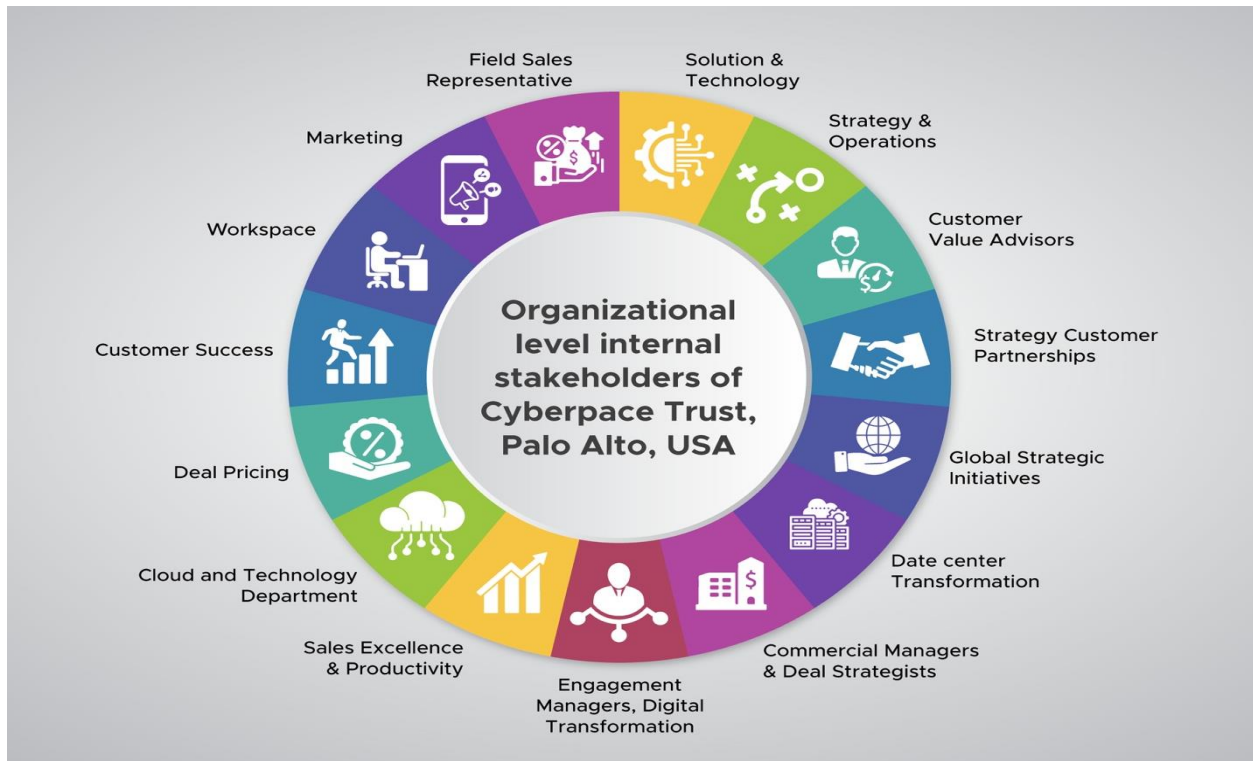 Organizational
level internal
stakeholders of
Cyberpace Trust,
Palo Alto, USA
Solution &
Technology
Strategy &
Operations
Customer
Value Advisors
Strategy Customer
Partnerships
Global Strategic
Initiatives
Date center
Transformation
Commercial Managers
& Deal Strategists
Engagement
Managers, Digital
Transformation
Sales Excellence
& Productivity
Cloud and Technology
Department
Deal Pricing
Customer Success
Workspace
Marketing
Field Sales
Representative